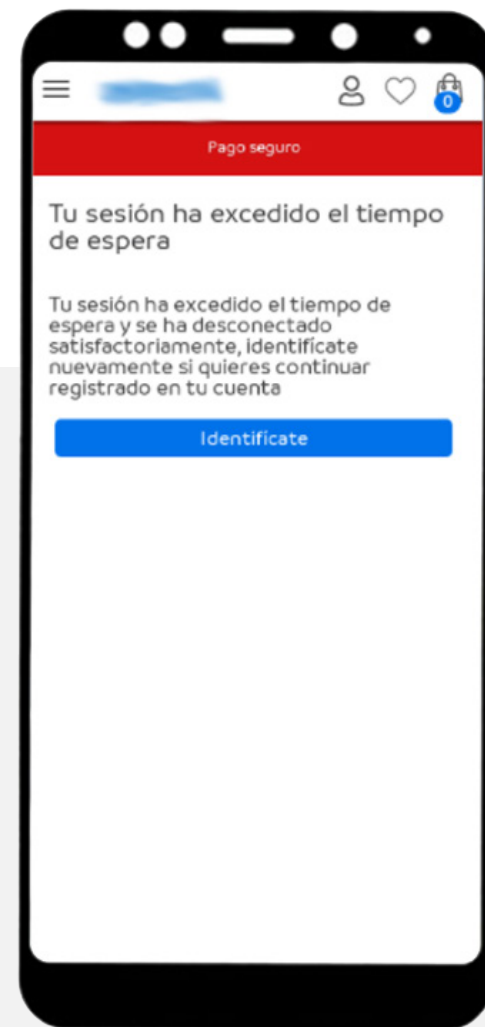 0
Pago seguro
Tu sesión ha excedido el tiempo
de espera
Tu sesión ha excedido el tiempo de
espera y se ha desconectado
satisfactoriamente, identifícate
nuevamente si quieres continuar
registrado en tu cuenta
Identifícate